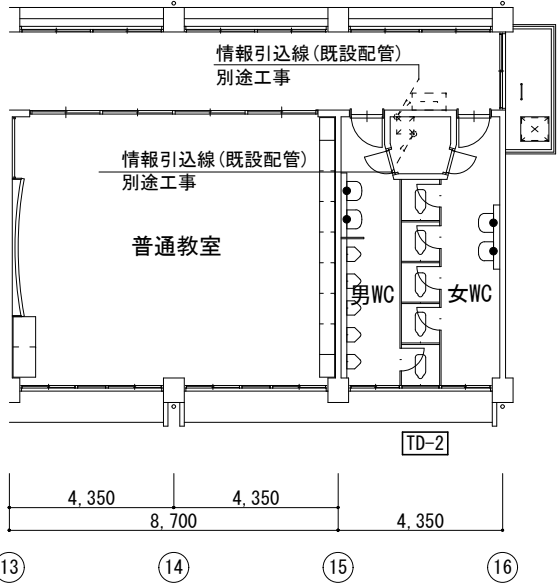 情報引込線(既設配管)
別途工事
情報引込線(既設配管)
別途工事
普通教室
男WC
女WC
TD-2
4,350
4,350
8,700
4,350
13
14
15
16